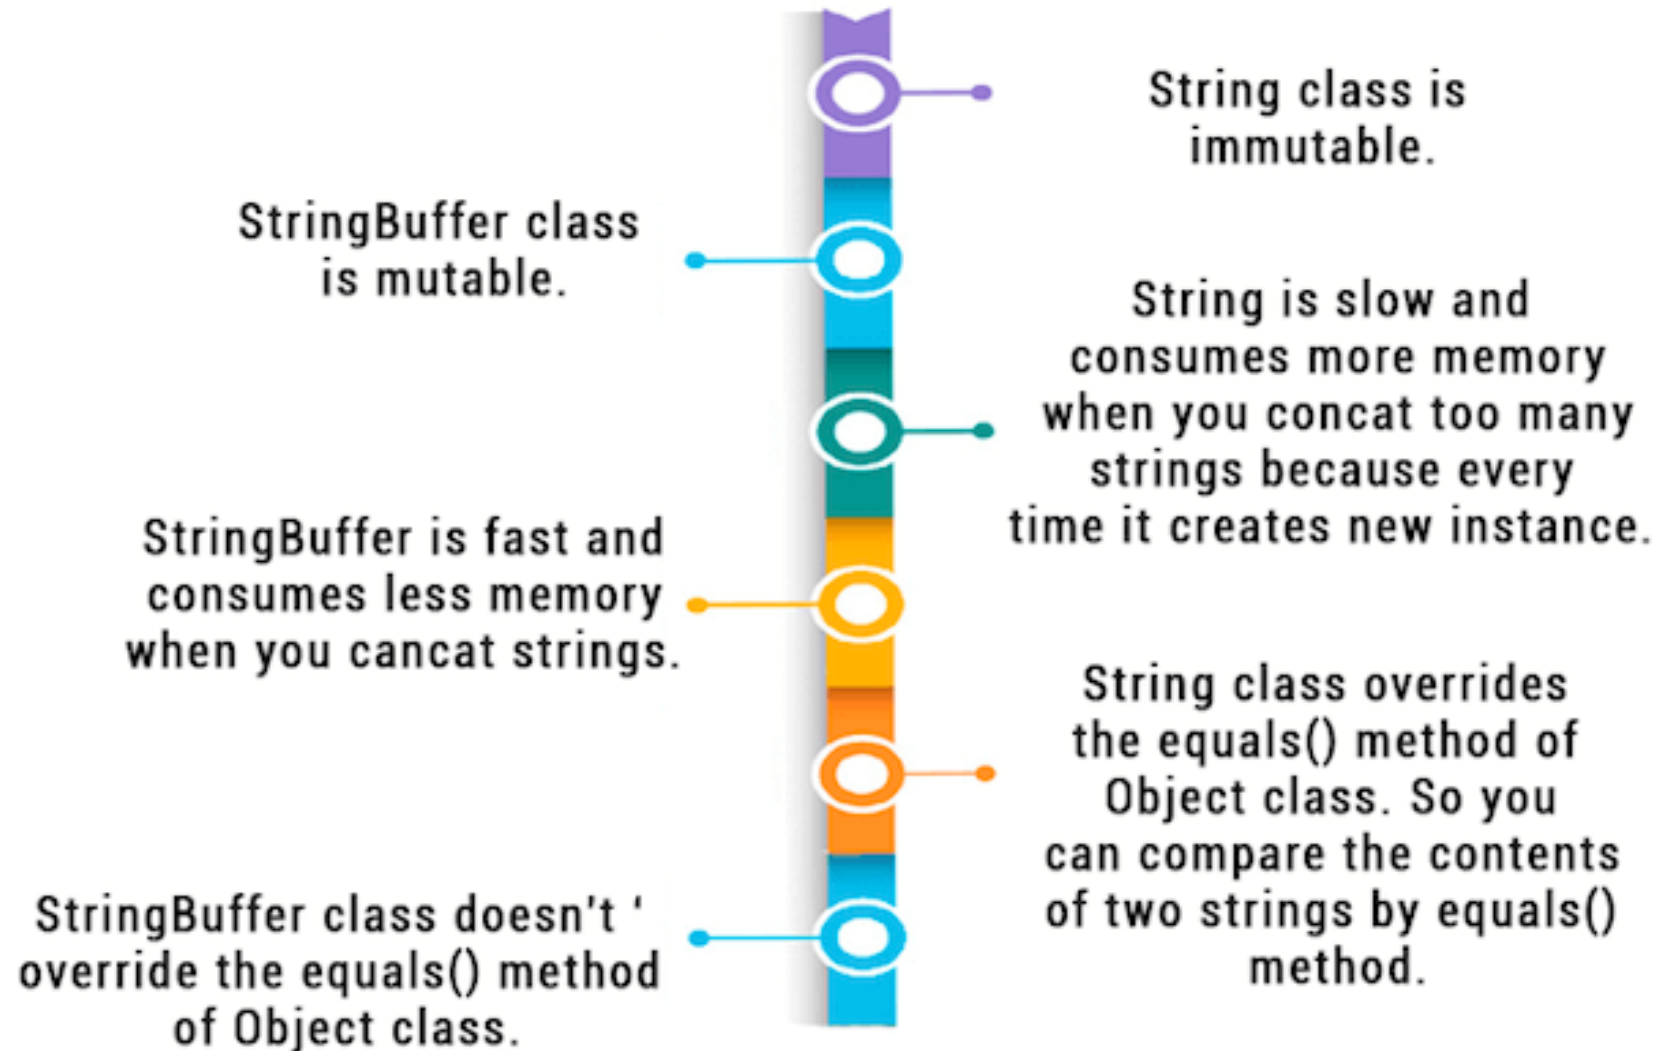 String class is
immutable.
StringBuffer class
is mutable.
String is slow and
consumes more memory
when you concat too many
strings because every
time it creates new instance.
StringBuffer is fast and
consumes less memory
when you cancat strings.
String class overrides
the equals() method of
Object class. So you
can compare the contents
of two strings by equals()
method.
StringBuffer class doesn't ‘
override the equals() method
of Object class.